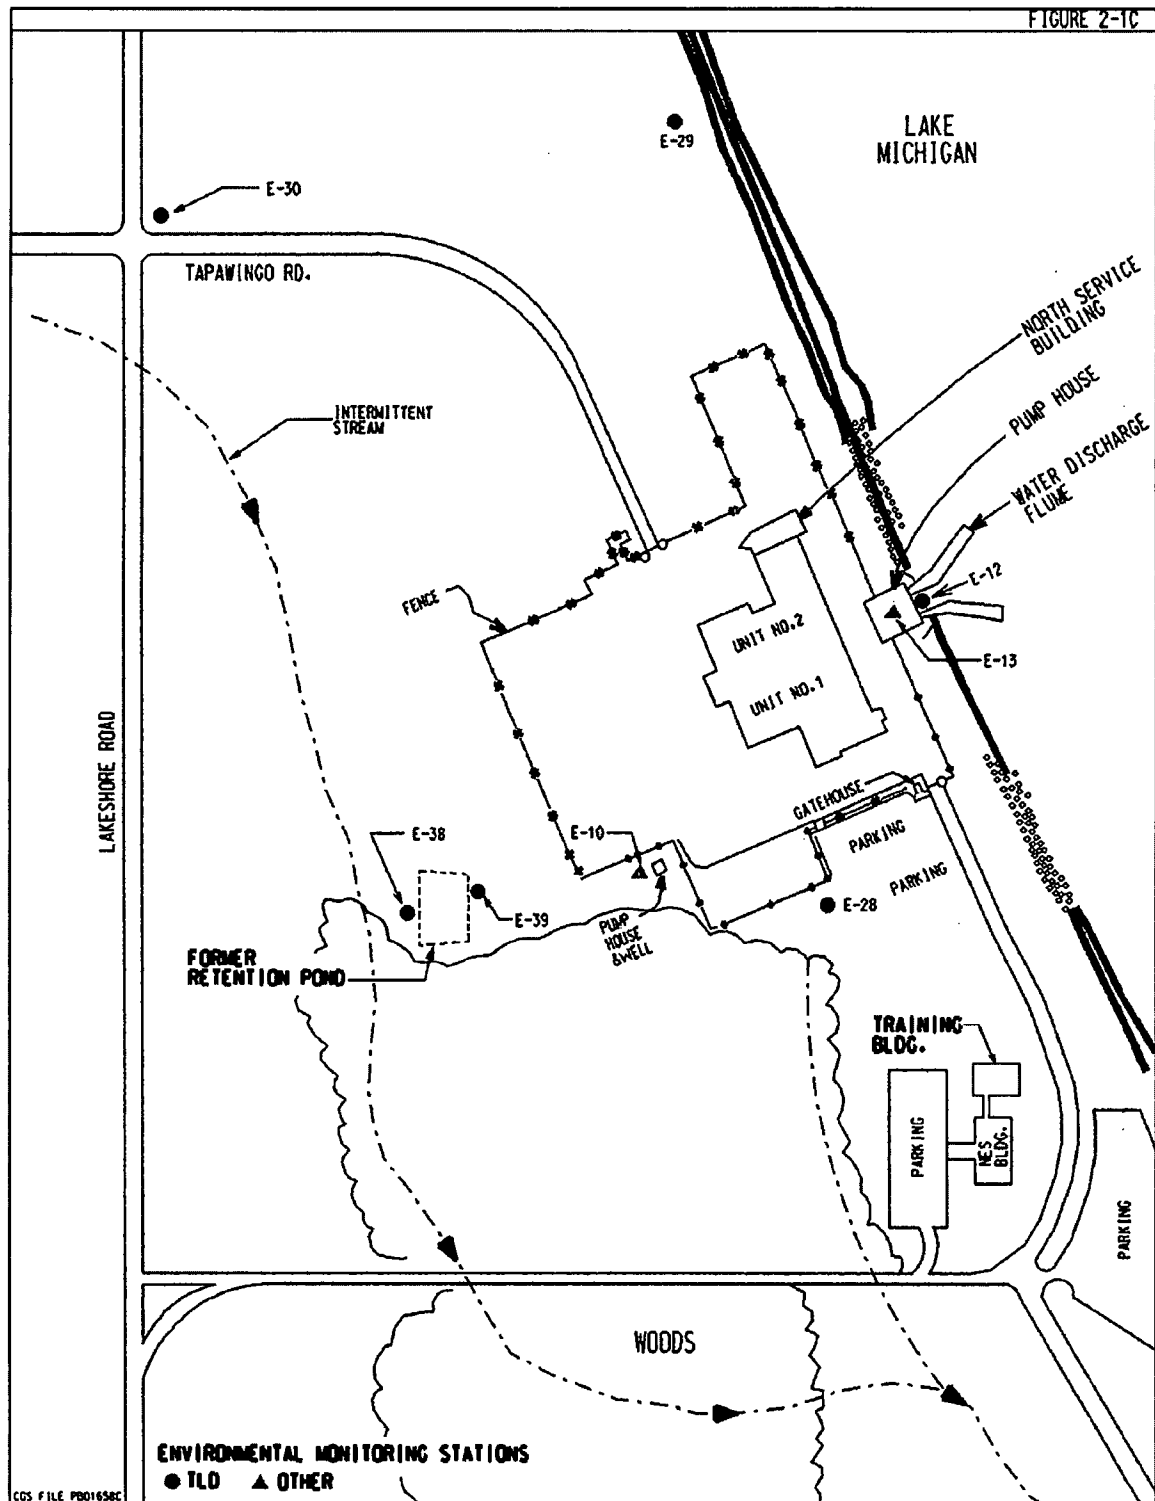 FIGURE 2-1C
LAKE
MICHIGAN
E-29
E-30
TAPAWINGO RD.
NORTH SERVICE
BUILDING
PUMP HOUSE
INTERMITTENT
STREAM
WATER DISCHARGE
FLUME
E-12
FENCE
UNIT NO.2
E-13
UNIT NO.1
LAKESHORE ROAD
GATEHOUSE
E-38
E-10
PARKING
PARKING
E-39
E-28
PUMP
HOUSE
&WELL
FORMER
RETENTION POND
TRAINING
BLDG.
PARKING
NES
BLDG.
PARKING
WOODS
ENVIRONMENTAL MONITORING STATIONS
TLD
OTHER
CGS FILE PB01658C